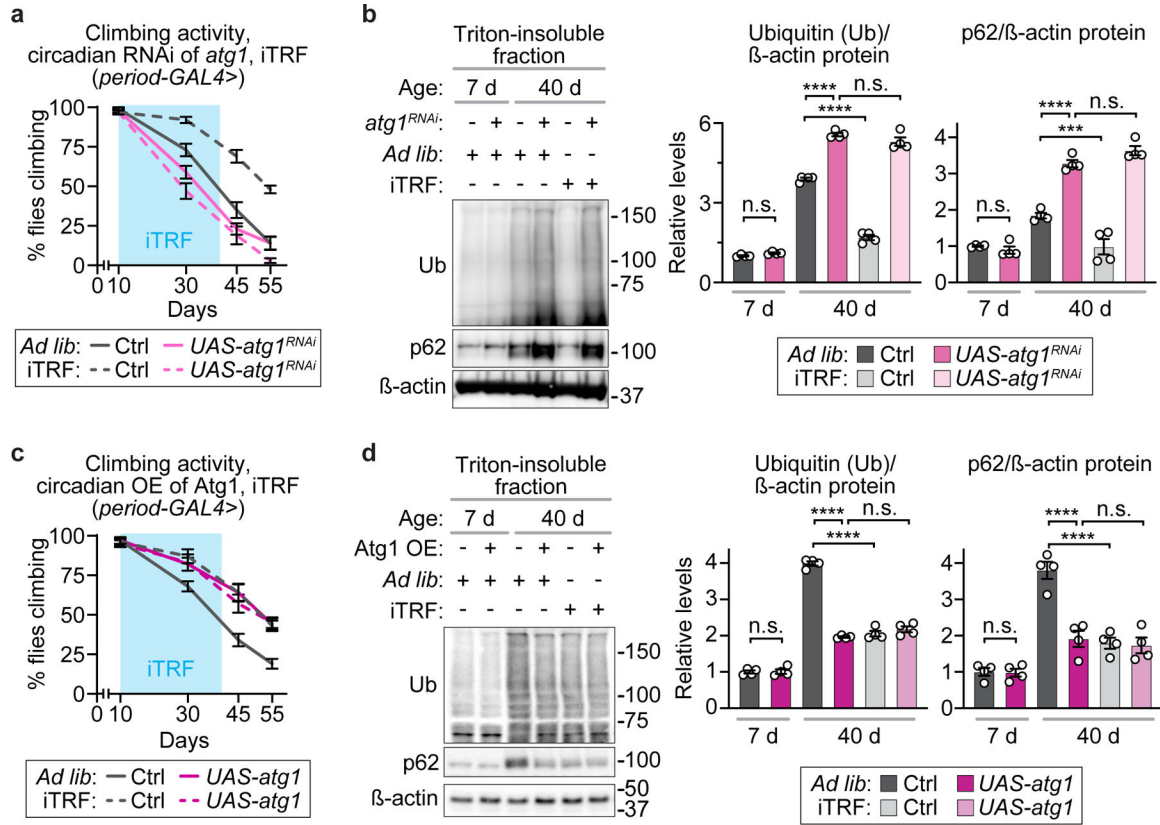 a
Climbing activity,
circadian RNAi of atg1, iTRF
(period-GAL4>)
% flies climbing
100
75
50
25
0
iTRF
0 10 30 45 55
Days
Ad lib: Ctrl UAS-atg1RNAi
iTRF: Ctrl UAS-atg1RNAi
b
Triton-insoluble
fraction
Age: 7 d 40 d
atg1RNAi: - + - + - +
Ad lib: + + + + - -
iTRF: - - - - + +
Ub
-150
-100
-75
p62
-100
ß-actin
-37
Ubiquitin (Ub)/
ß-actin protein
Relative levels
6
3
0
n.s.
****
****
n.s.
7 d 40 d
p62/ß-actin protein
4
3
2
1
0
n.s.
****
***
n.s.
7 d 40 d
Ad lib: Ctrl UAS-atg1RNAi
iTRF: Ctrl UAS-atg1RNAi
c
Climbing activity,
circadian OE of Atg1, iTRF
(period-GAL4>)
% flies climbing
100
75
50
25
0
iTRF
0 10 30 45 55
Days
Ad lib: Ctrl UAS-atg1
iTRF: Ctrl UAS-atg1
d
Triton-insoluble
fraction
Age: 7 d 40 d
Atg1 OE: - + - + - +
Ad lib: + + + + - -
iTRF: - - - - + +
Ub
-150
-100
-75
p62
-100
ß-actin
-50
-37
Ubiquitin (Ub)/
ß-actin protein
Relative levels
4
3
2
1
0
n.s.
****
****
n.s.
7 d 40 d
p62/ß-actin protein
4
3
2
1
0
n.s.
****
****
n.s.
7 d 40 d
Ad lib: Ctrl UAS-atg1
iTRF: Ctrl UAS-atg1